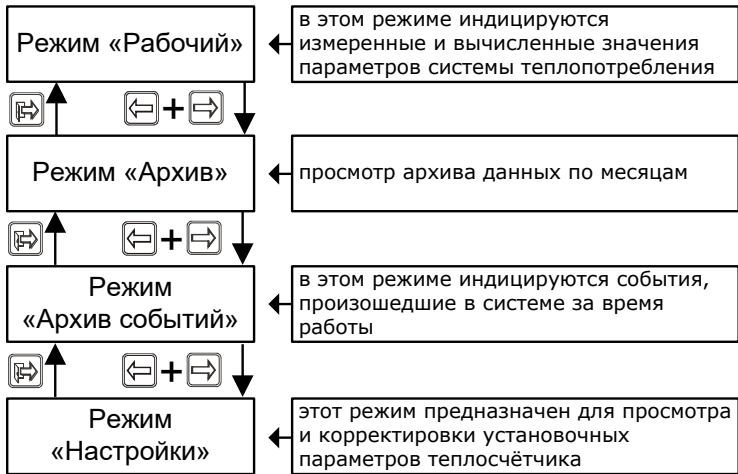 Режим «Рабочий»
в этом режиме индицируются
измеренные и вычисленные значения
параметров системы теплопотребления
+
Режим «Архив»
просмотр архива данных по месяцам
+
Режим
«Архив событий»
в этом режиме индицируются события,
произошедшие в системе за время
работы
+
Режим
«Настройки»
этот режим предназначен для просмотра
и корректировки установочных
параметров теплосчётчика